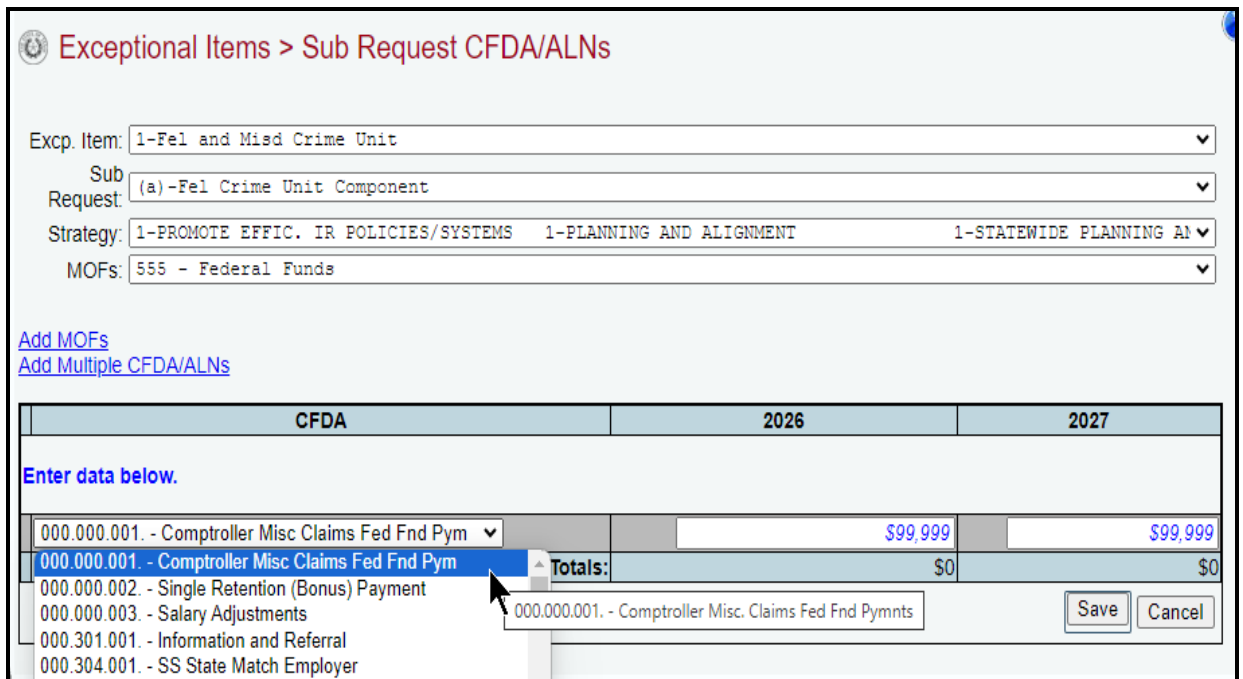 Exceptional Items > Sub Request CFDA/ALNs
Excp. Item: 1-Fel and Misd Crime Unit
Sub Request: (a)-Fel Crime Unit Component
Strategy: 1-PROMOTE EFFIC. IR POLICIES/SYSTEMS 1-PLANNING AND ALIGNMENT 1-STATEWIDE PLANNING AN
MOFs: 555 - Federal Funds
Add MOFs
Add Multiple CFDA/ALNs
CFDA 2026 2027
Enter data below.
000.000.001. - Comptroller Misc Claims Fed Fnd Pym $99,999 $99,999
000.000.001. - Comptroller Misc Claims Fed Fnd Pym
Totals: $0 $0
000.000.002. - Single Retention (Bonus) Payment
000.000.001. - Comptroller Misc. Claims Fed Fnd Pymnts
Save Cancel
000.000.003. - Salary Adjustments
000.301.001. - Information and Referral
000.304.001. - SS State Match Employer